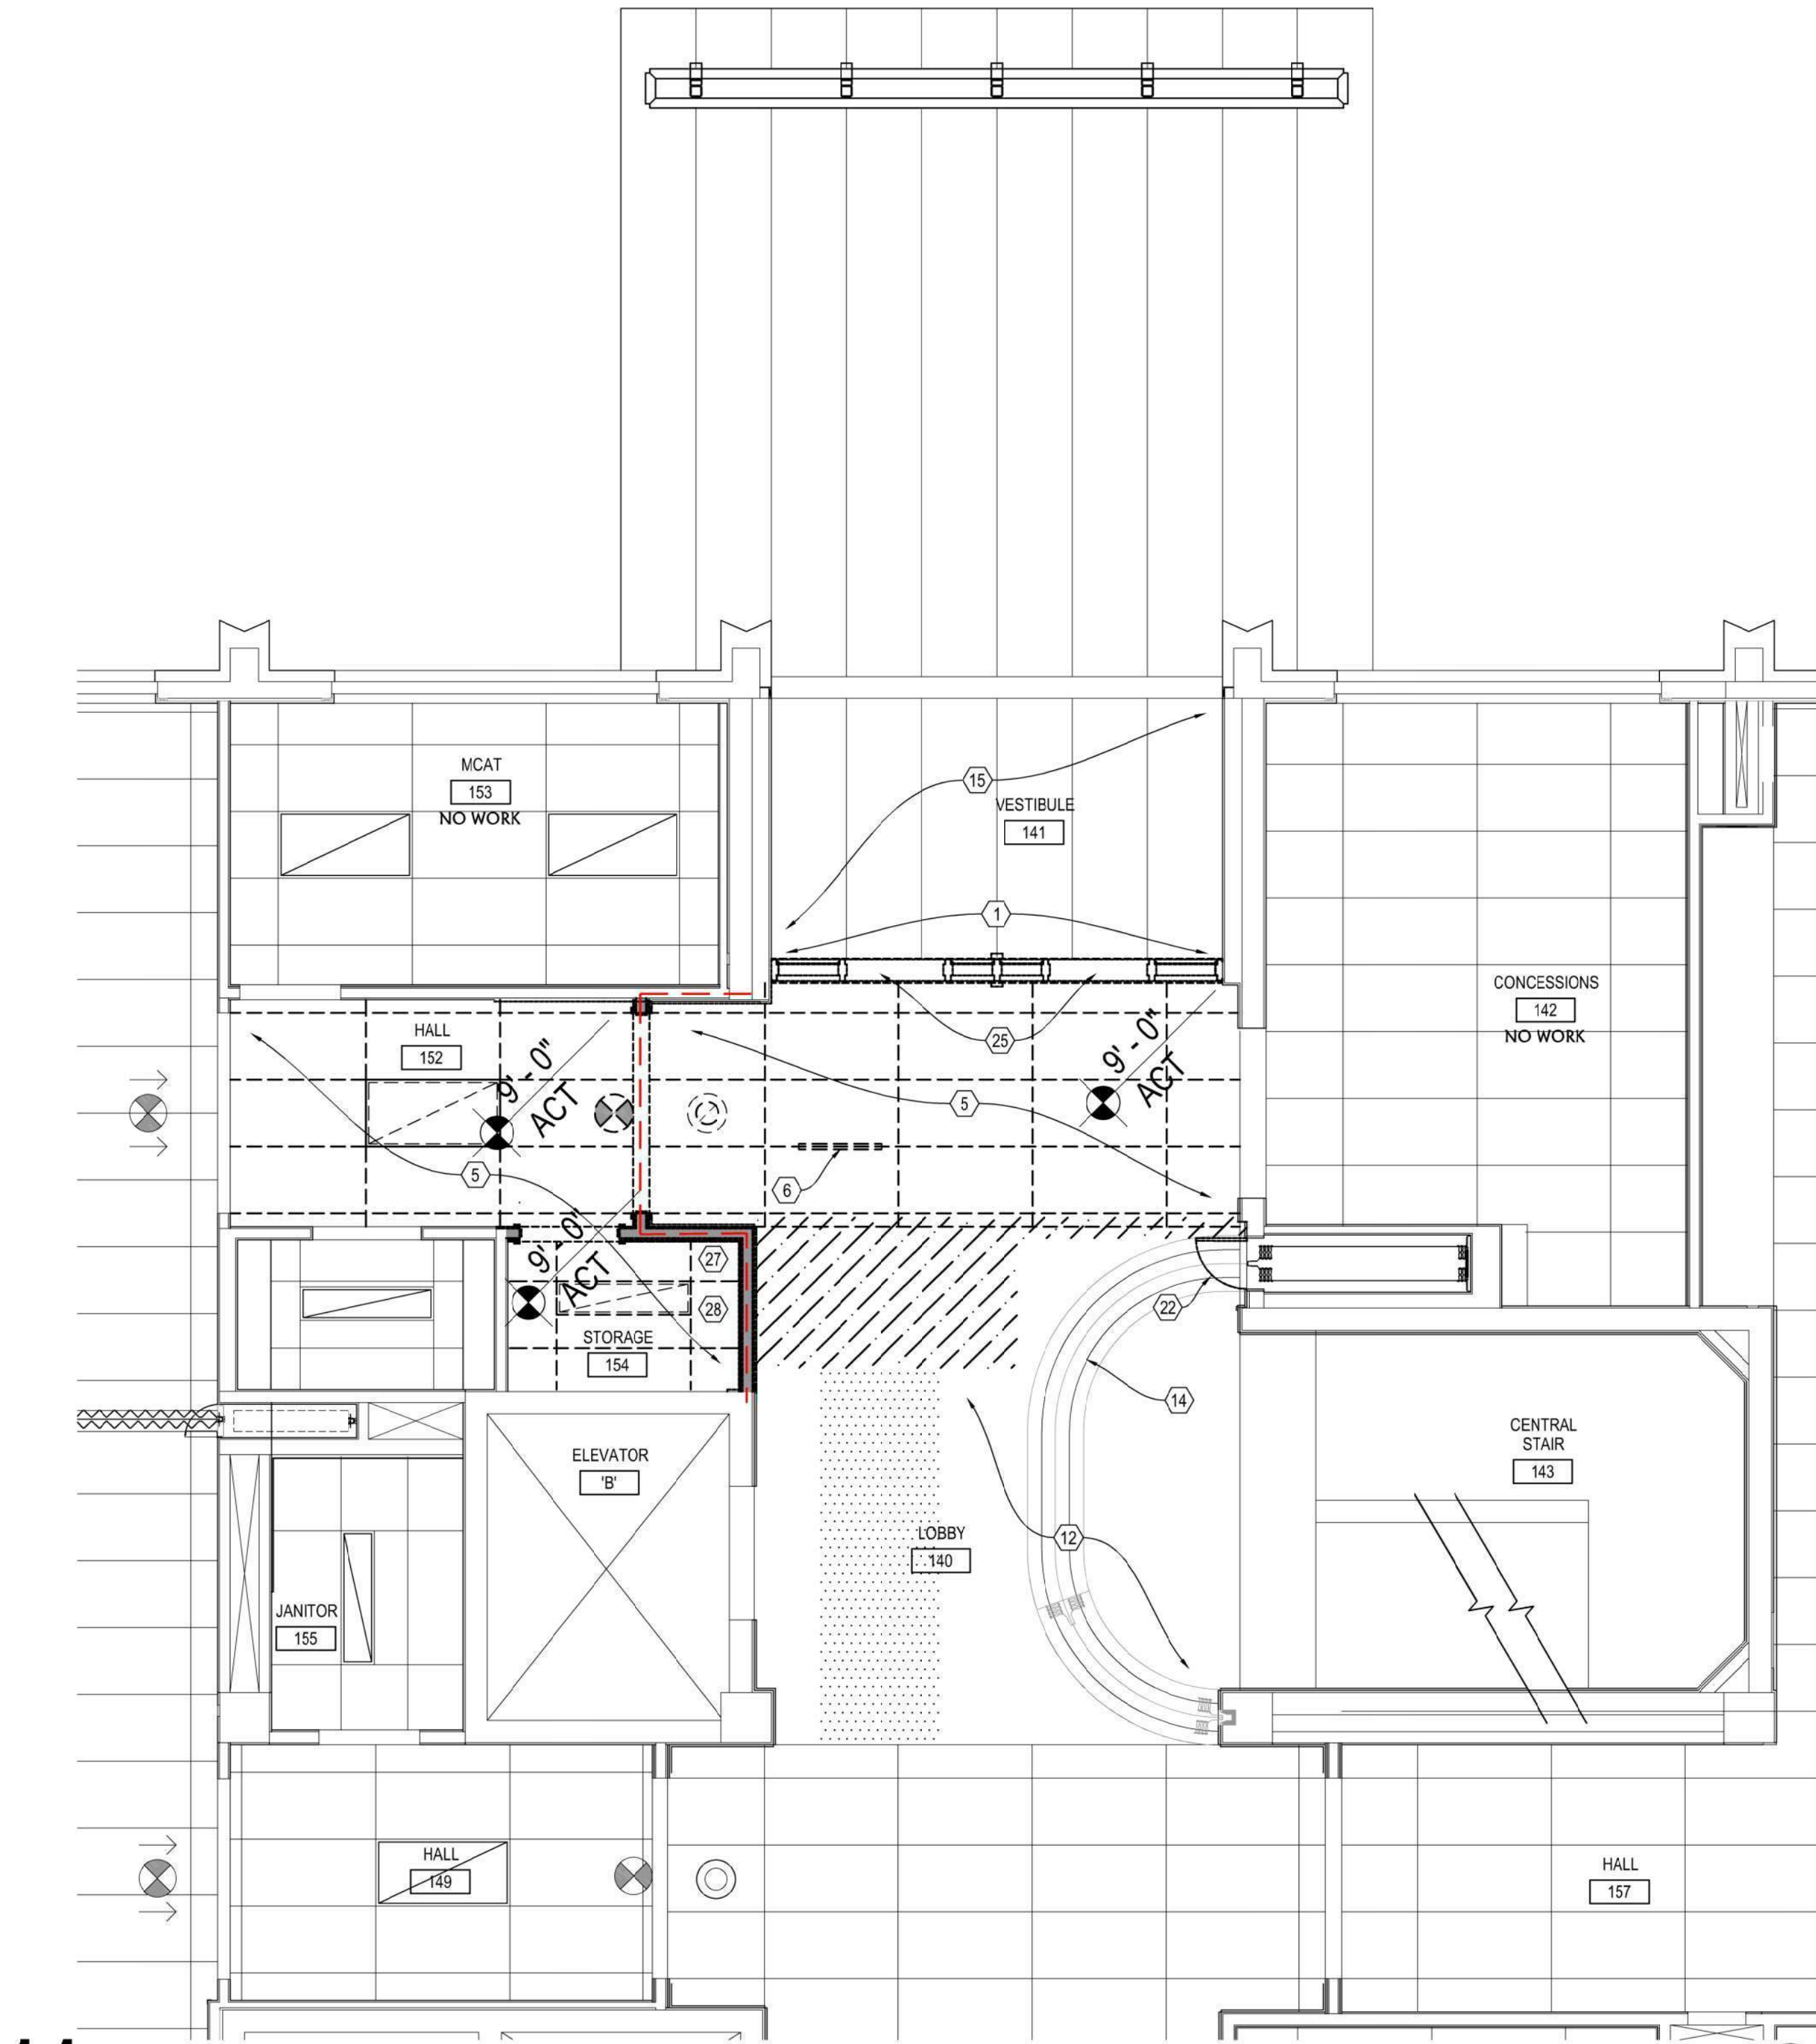 MCAT
153
NO WORK
15
VESTIBULE
141
1
CONCESSIONS
142
NO WORK
HALL
152
9' - 0"
ACT
25
9' - 0"
ACT
5
5
6
9' - 0"
ACT
27
28
STORAGE
154
22
14
ELEVATOR
'B'
CENTRAL
STAIR
143
12
LOBBY
140
JANITOR
155
HALL
149
HALL
157